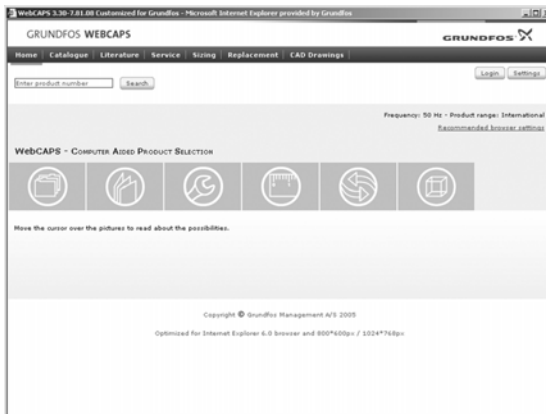 WebCAPS 3.30-7.01.00 Customized for Grundfos - Microsoft Internet Explorer provided by Grundfos
GRUNDFOS WEBCAPS
GRUNDFOS
Home Catalogue Literature Service Sizing Replacement CAD Drawings
Login Settings
Enter product number Search
Frequency: 50 Hz - Product range: International
Recommended browser settings
WebCAPS - Computer Aided Product Selection
Move the cursor over the pictures to read about the possibilities.
Copyright © Grundfos Management A/S 2005
Optimised for Internet Explorer 6.0 browser and 800*600px / 1024*768px